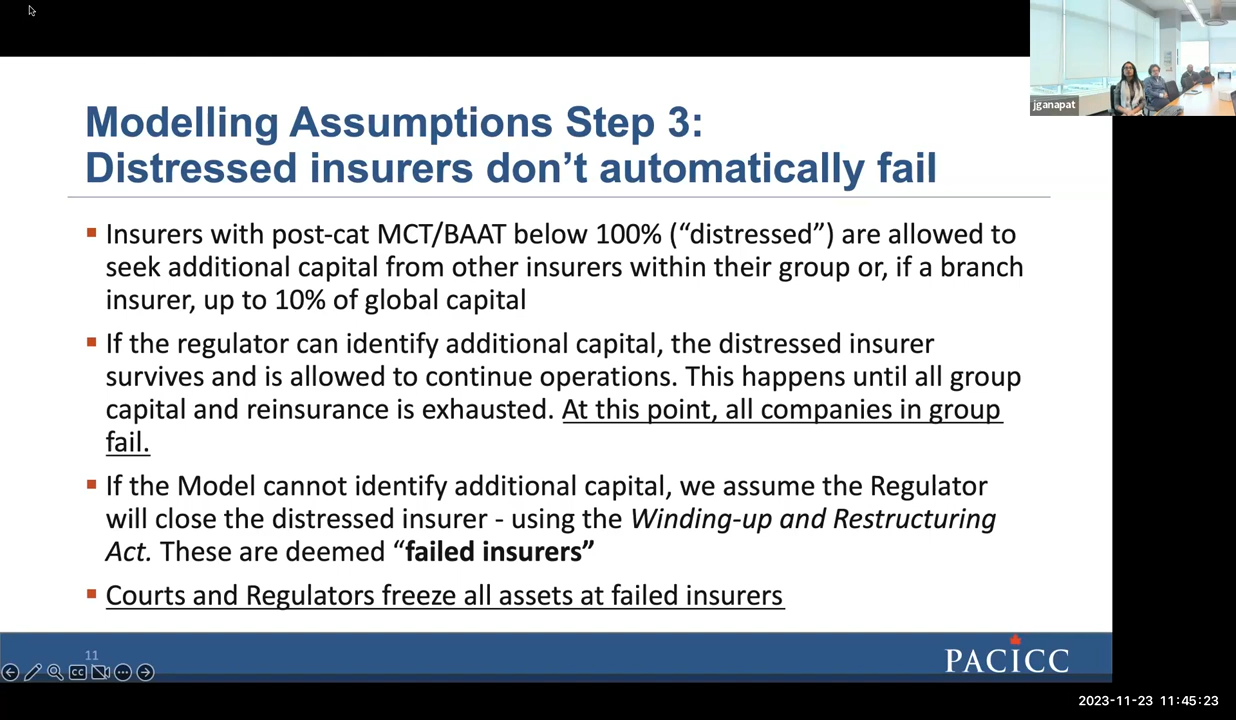 jganapat
Modelling Assumptions Step 3:
Distressed insurers don’t automatically fail
Insurers with post-cat MCT/BAAT below 100% (“distressed”) are allowed to
seek additional capital from other insurers within their group or, if a branch
insurer, up to 10% of global capital
If the regulator can identify additional capital, the distressed insurer
survives and is allowed to continue operations. This happens until all group
capital and reinsurance is exhausted. At this point, all companies in group
fail.
If the Model cannot identify additional capital, we assume the Regulator
will close the distressed insurer - using the Winding-up and Restructuring
Act. These are deemed “failed insurers”
Courts and Regulators freeze all assets at failed insurers
11
CC
PACICC
2023-11-23 11:45:23